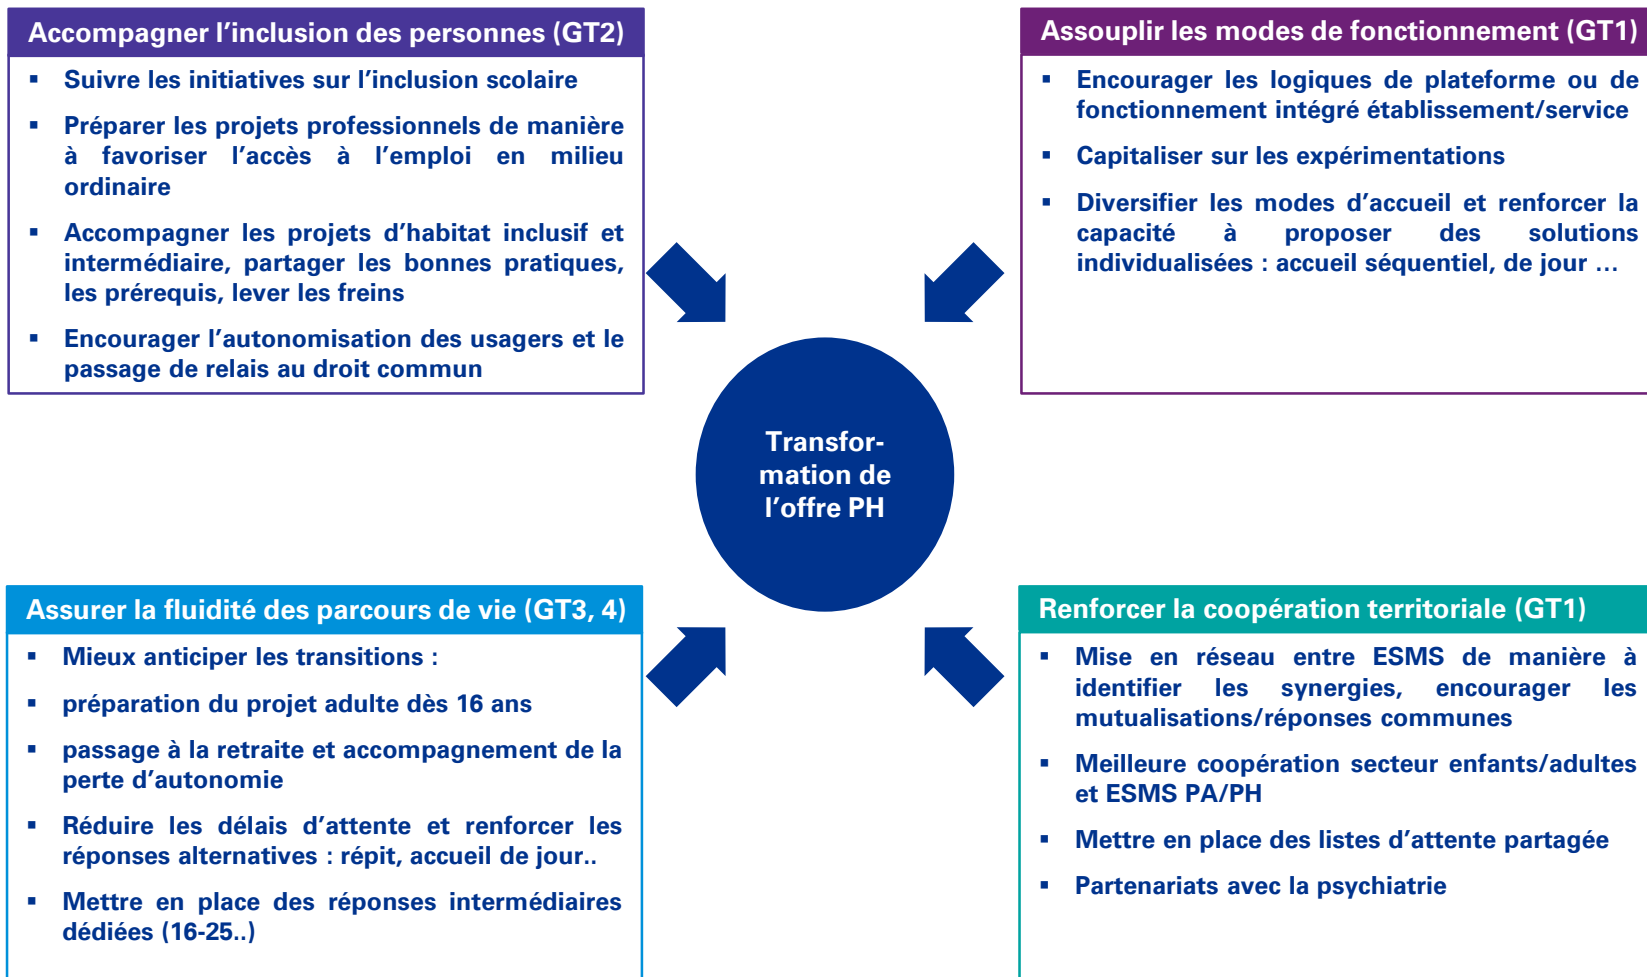 Accompagner l’inclusion des personnes (GT2)
▪ Suivre les initiatives sur l’inclusion scolaire
▪ Préparer les projets professionnels de manière
à favoriser l’accès à l’emploi en milieu
ordinaire
▪ Accompagner les projets d’habitat inclusif et
intermédiaire, partager les bonnes pratiques,
les prérequis, lever les freins
▪ Encourager l’autonomisation des usagers et le
passage de relais au droit commun
Assouplir les modes de fonctionnement (GT1)
▪ Encourager les logiques de plateforme ou de
fonctionnement intégré établissement/service
▪ Capitaliser sur les expérimentations
▪ Diversifier les modes d’accueil et renforcer la
capacité à proposer des solutions
individualisées : accueil séquentiel, de jour …
Transfor-
mation de
l’offre PH
Assurer la fluidité des parcours de vie (GT3, 4)
▪ Mieux anticiper les transitions :
▪ préparation du projet adulte dès 16 ans
▪ passage à la retraite et accompagnement de la
perte d’autonomie
▪ Réduire les délais d’attente et renforcer les
réponses alternatives : répit, accueil de jour..
▪ Mettre en place des réponses intermédiaires
dédiées (16-25..)
Renforcer la coopération territoriale (GT1)
▪ Mise en réseau entre ESMS de manière à
identifier les synergies, encourager les
mutualisations/réponses communes
▪ Meilleure coopération secteur enfants/adultes
et ESMS PA/PH
▪ Mettre en place des listes d’attente partagée
▪ Partenariats avec la psychiatrie